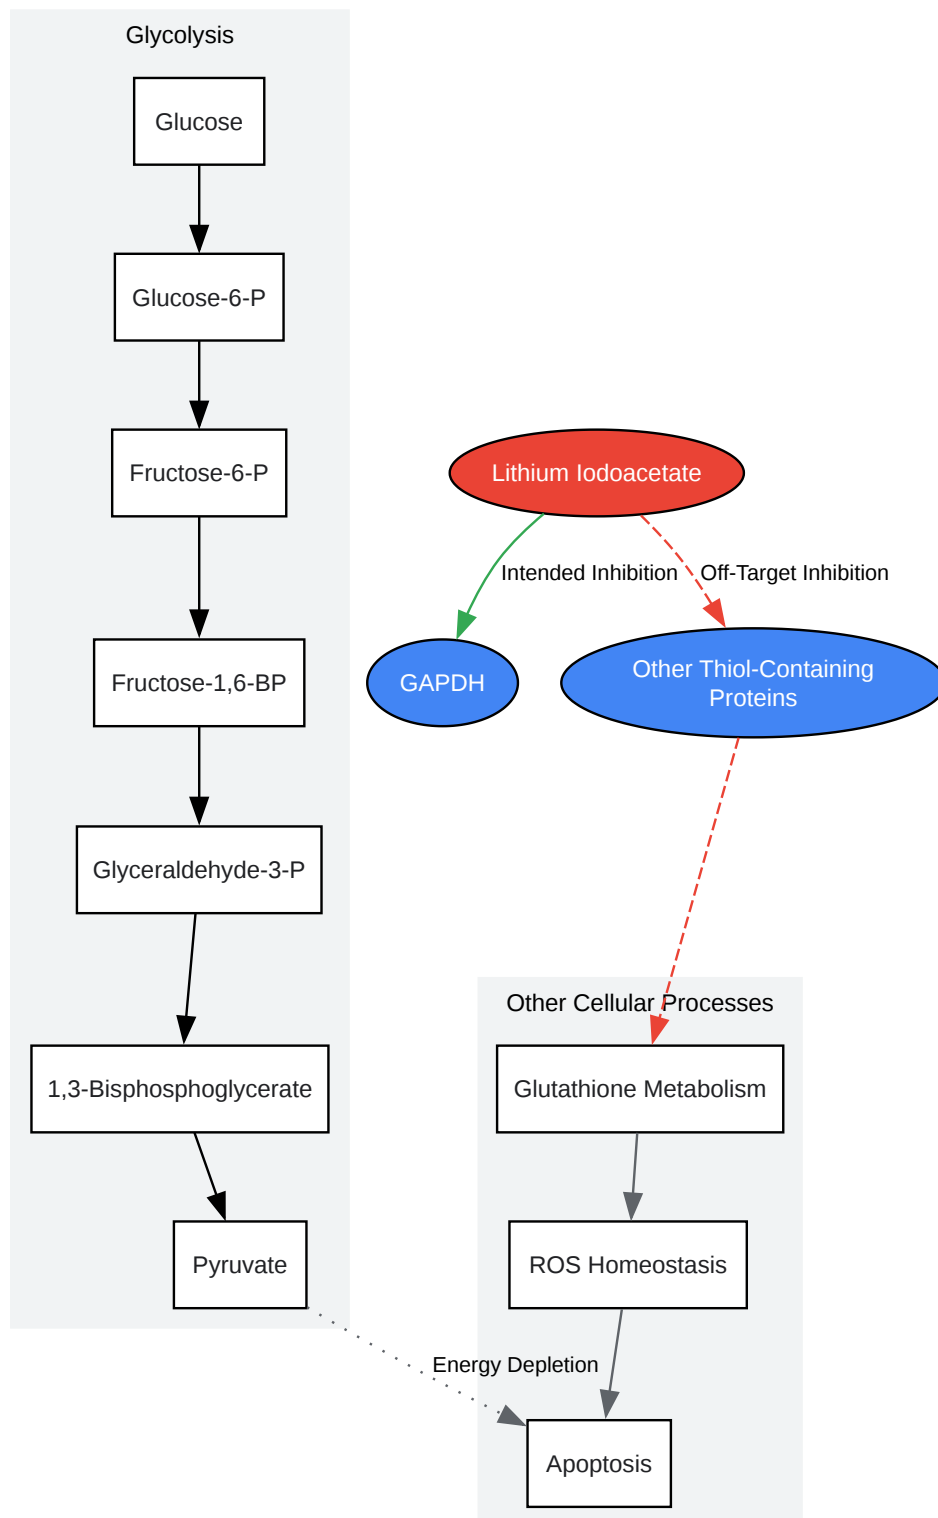 Glycolysis
Glucose
Glucose-6-P
Fructose-6-P
Lithium Iodoacetate
Intended Inhibition
Off-Target Inhibition
Fructose-1,6-BP
GAPDH
Other Thiol-Containing
Proteins
Glyceraldehyde-3-P
Other Cellular Processes
1,3-Bisphosphoglycerate
Glutathione Metabolism
Pyruvate
ROS Homeostasis
Energy Depletion
Apoptosis